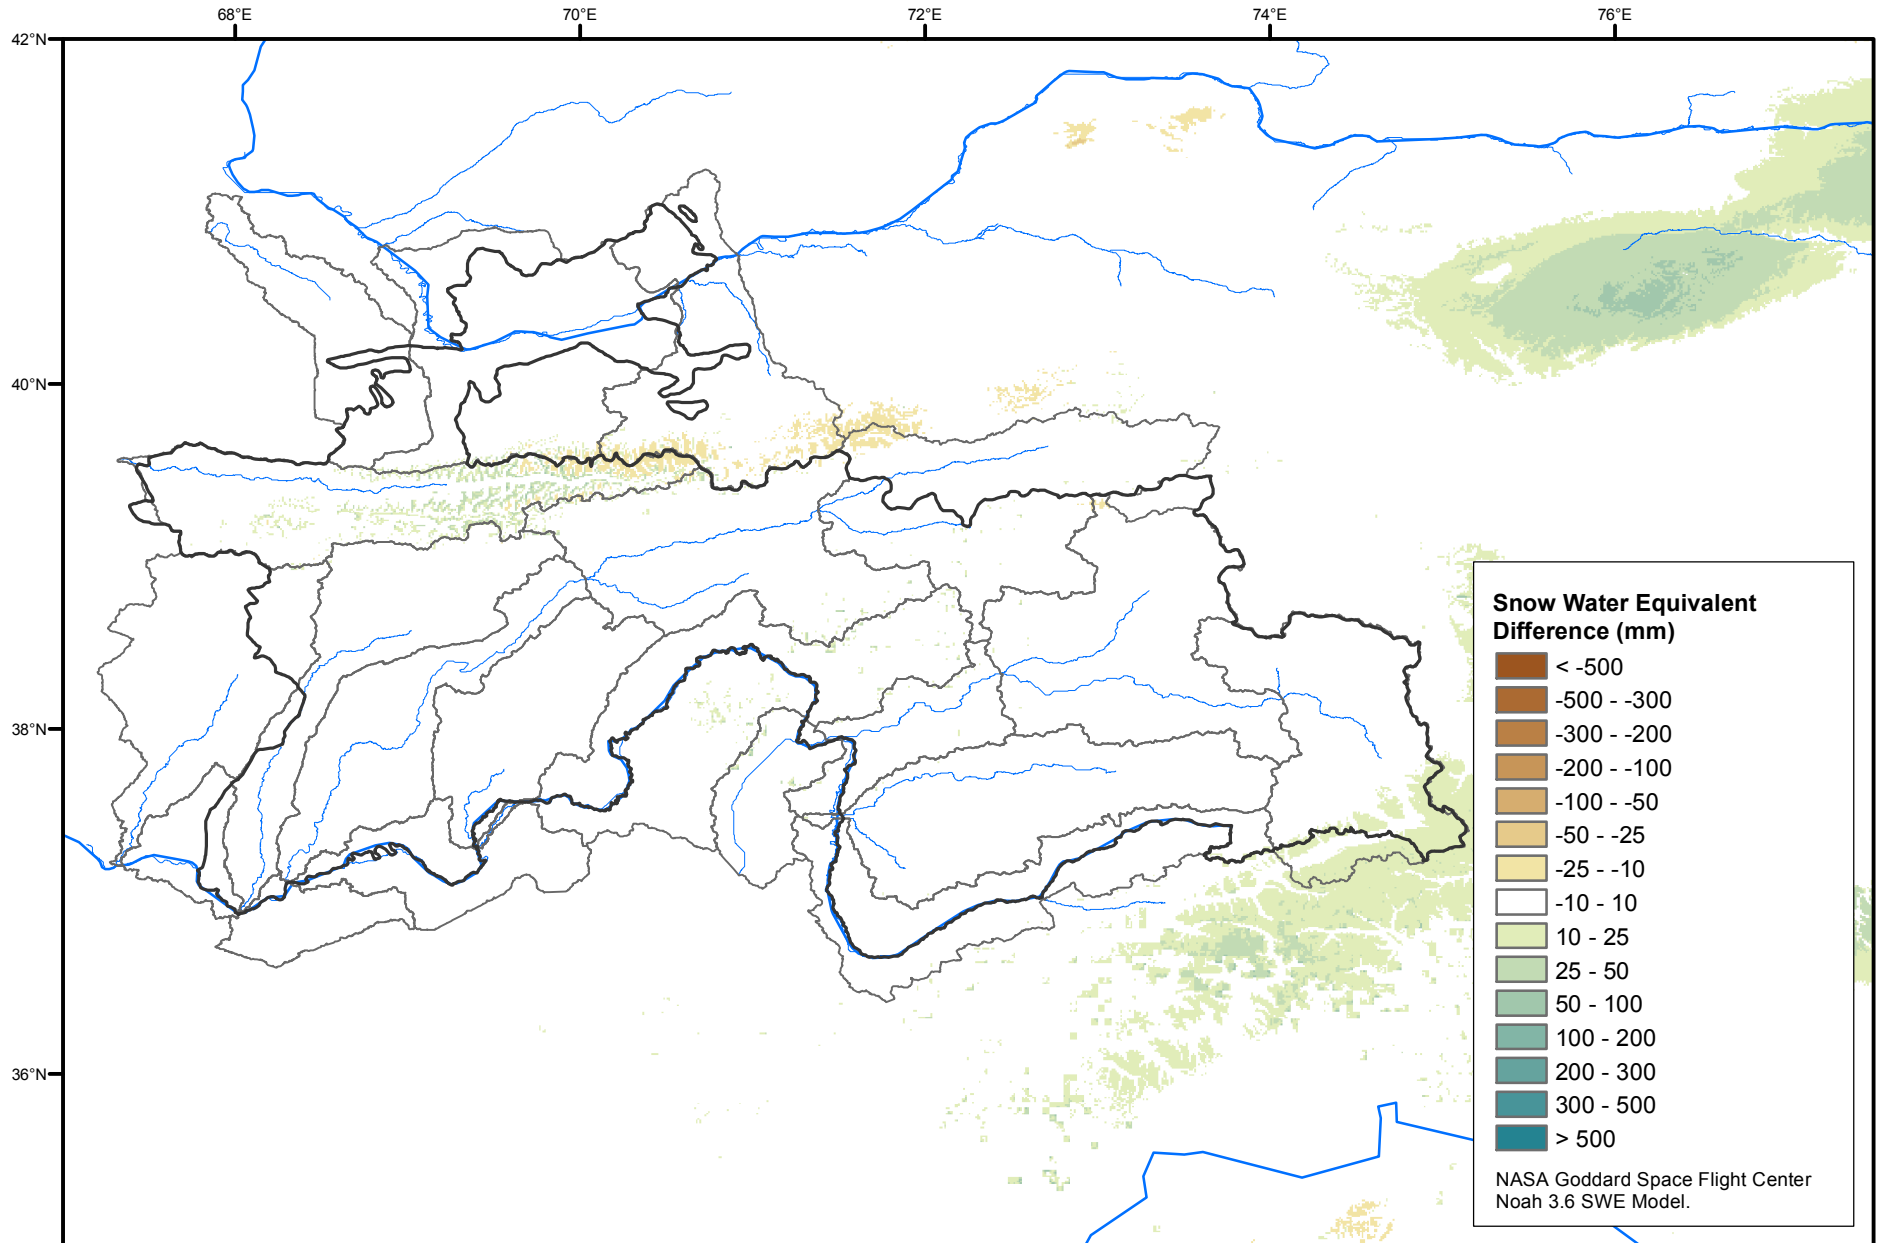 68°E
70°E
72°E
74°E
76°E
42°N
40°N
38°N
36°N
Snow Water Equivalent
Difference (mm)
< -500
-500 - -300
-300 - -200
-200 - -100
-100 - -50
-50 - -25
-25 - -10
-10 - 10
10 - 25
25 - 50
50 - 100
100 - 200
200 - 300
300 - 500
> 500
NASA Goddard Space Flight Center
Noah 3.6 SWE Model.